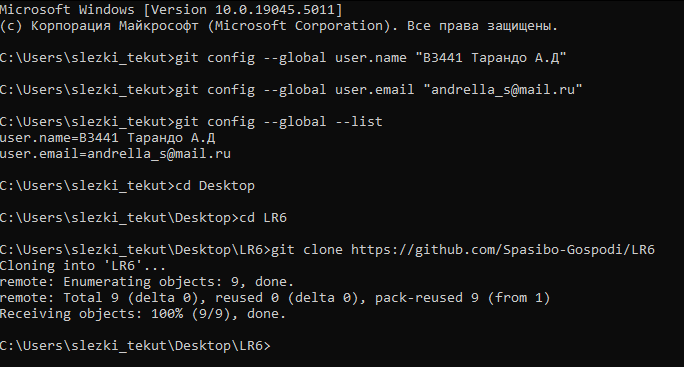 Microsoft Windows [Version 10.0.19045.5011]
(c) Корпорация Майкрософт (Microsoft Corporation). Все права защищены.
C:\Users\slezki_tekut>git config --global user.name "В3441 Тарандо А.Д"
C:\Users\slezki_tekut>git config --global user.email "andrella_s@mail.ru"
C:\Users\slezki_tekut>git config --global --list
user.name=В3441 Тарандо А.Д
user.email=andrella_s@mail.ru
C:\Users\slezki_tekut>cd Desktop
C:\Users\slezki_tekut\Desktop>cd LR6
C:\Users\slezki_tekut\Desktop\LR6>git clone https://github.com/Spasibo-Gospodi/LR6
Cloning into 'LR6'...
remote: Enumerating objects: 9, done.
remote: Total 9 (delta 0), reused 0 (delta 0), pack-reused 9 (from 1)
Receiving objects: 100% (9/9), done.
C:\Users\slezki_tekut\Desktop\LR6>